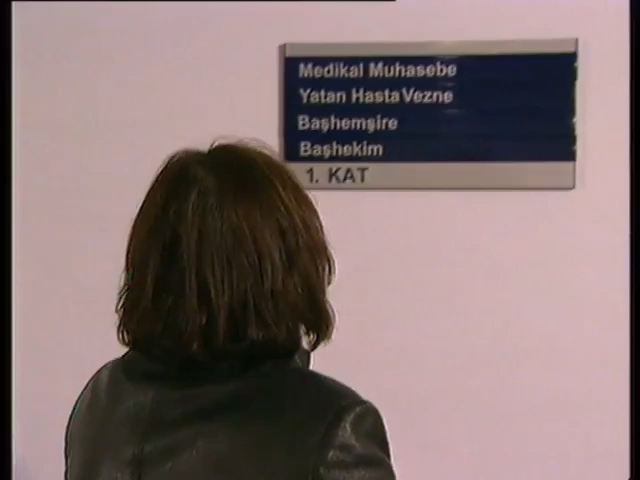 Medikal Muhasebe
Yatan Hasta Vezne
Başhemşire
Başhekim
1. KAT